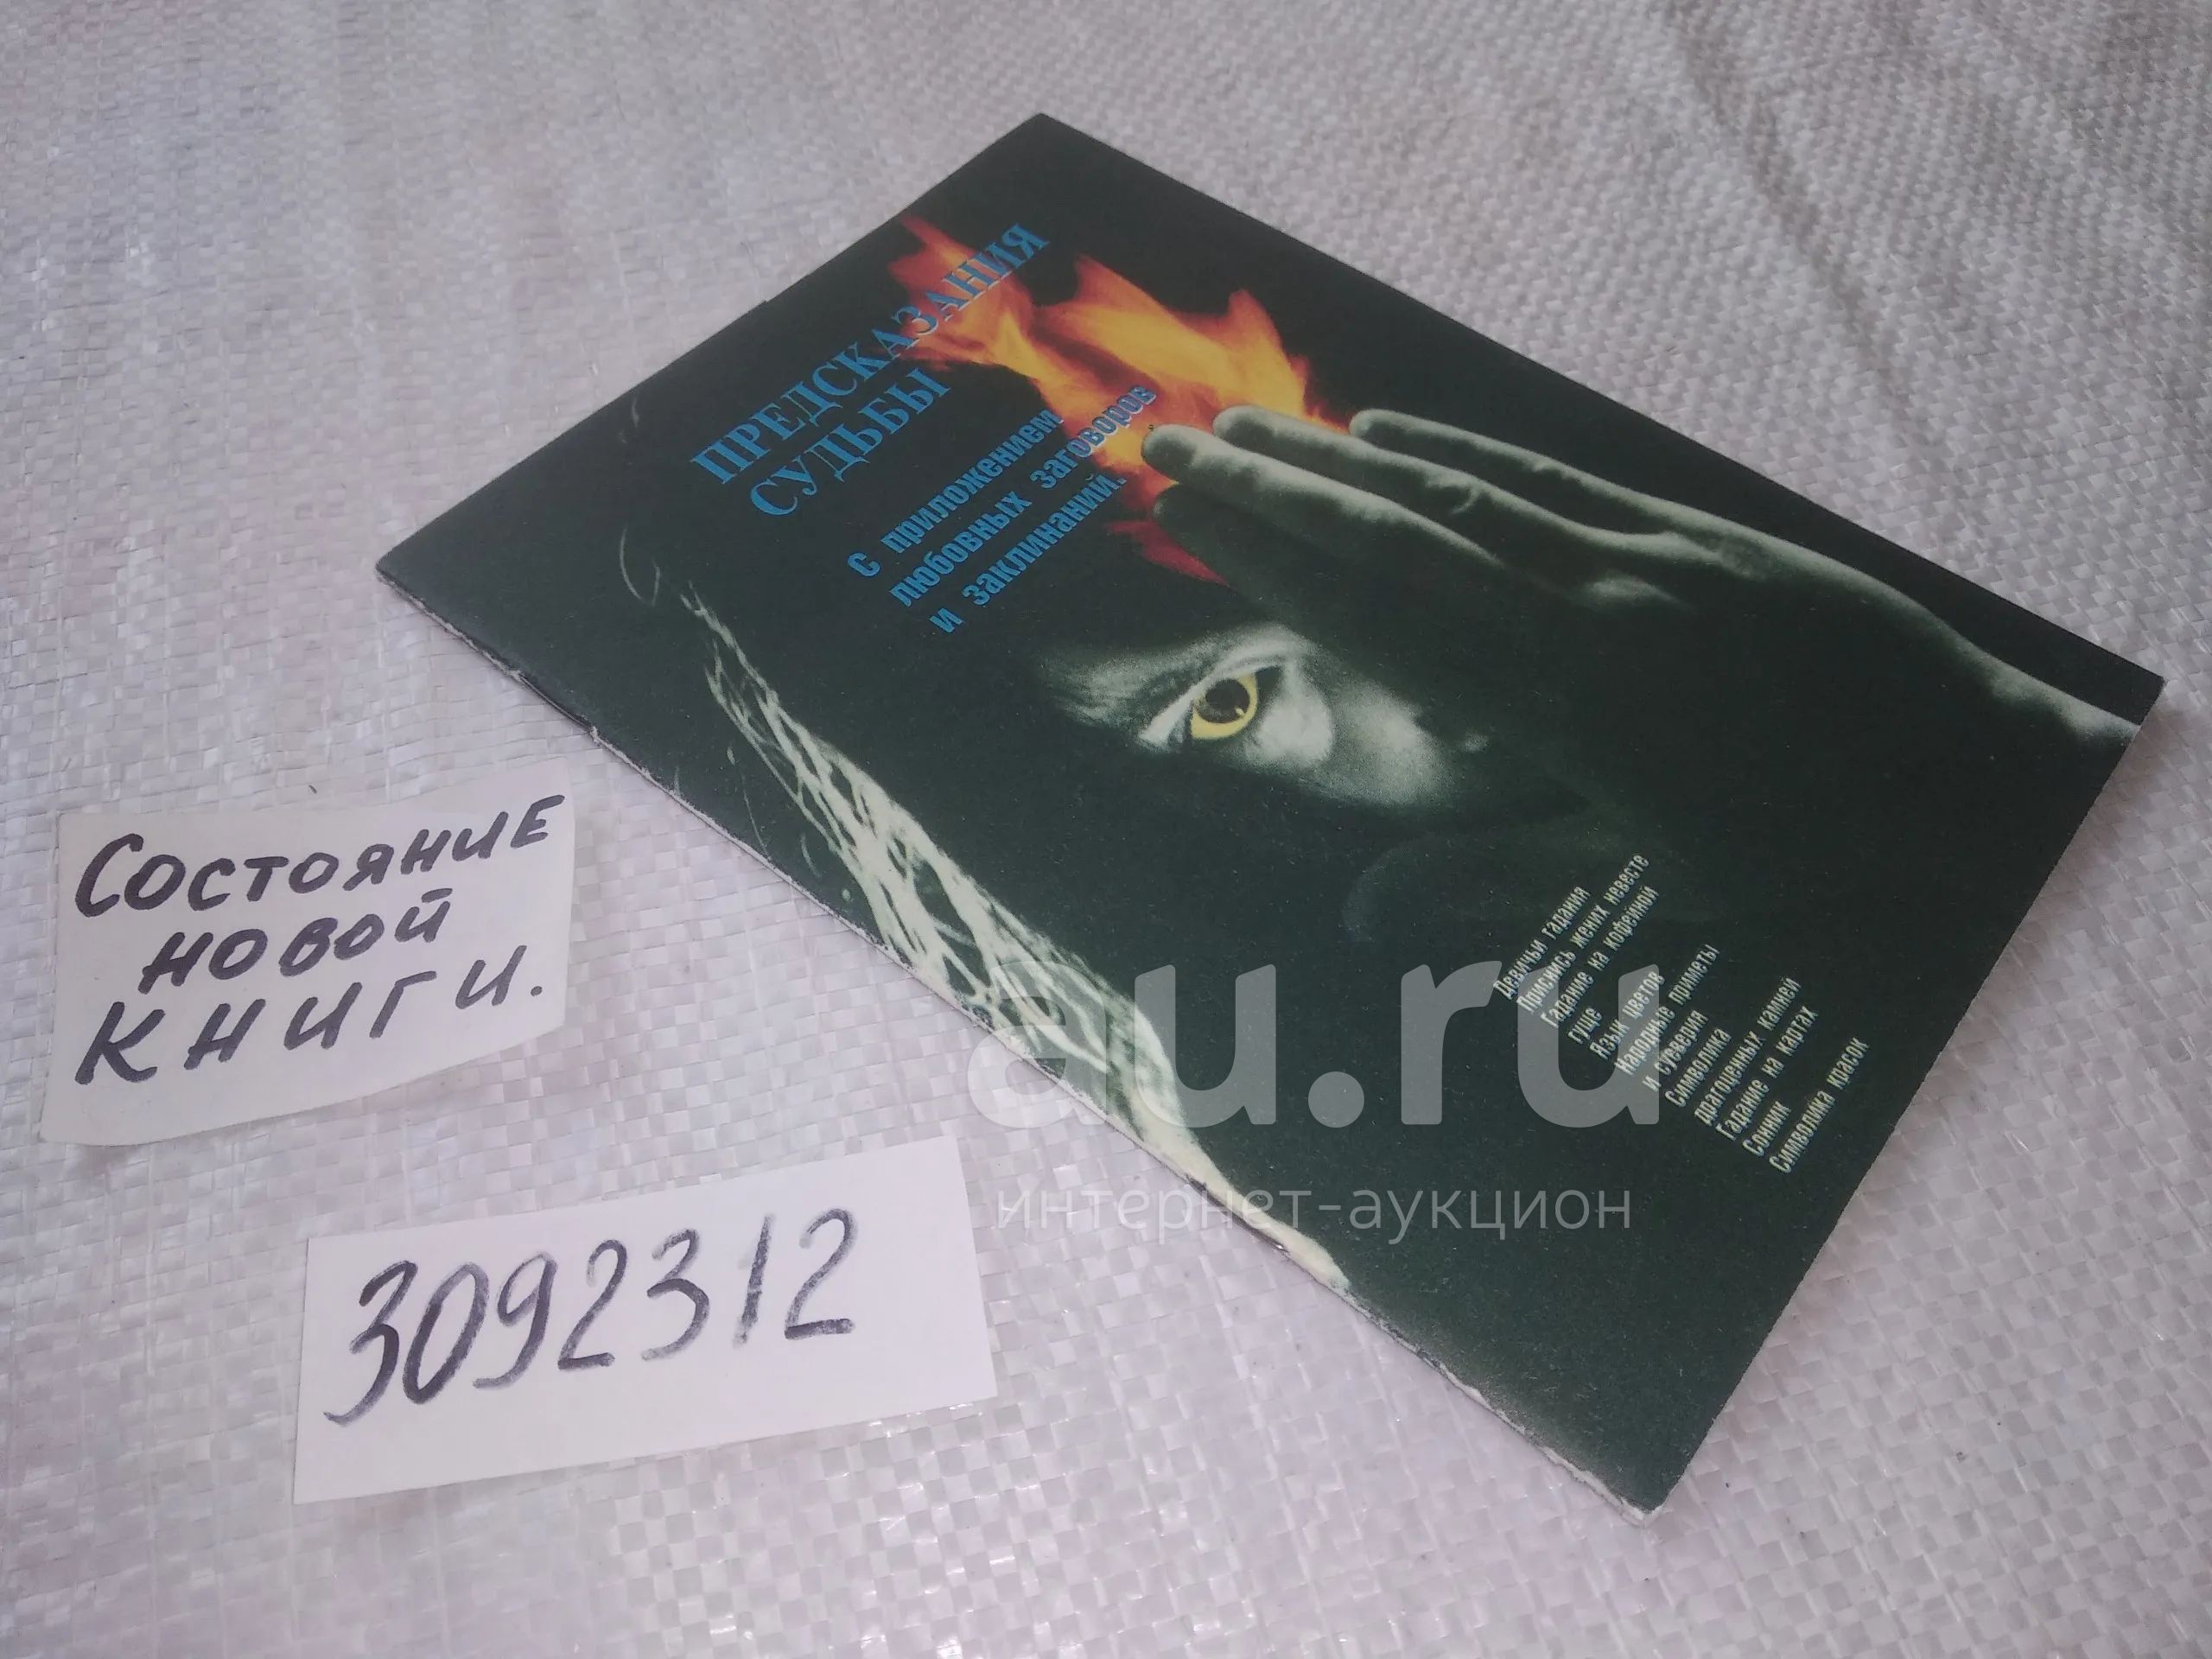 ПРЕДСКАЗАНИЯ
СУДЬБЫ
с приложением
любовных заговоров
и заклинаний.
Девичьи гадания
Приснись жених невесте
Гадание на кофейной
гуще
Язык цветов
Народные приметы
и суеверия
Символика
драгоценных камней
Гадание на картах
Сонник
Символика красок
Состояние
новой
книги.
3092312
au.ru
интернет-аукцион